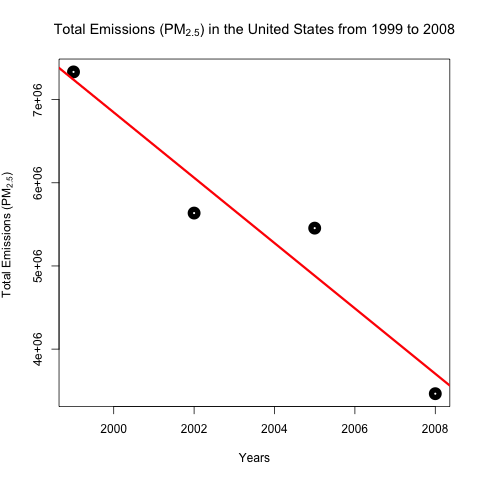 Total Emissions (PM₂.₅) in the United States from 1999 to 2008
Total Emissions (PM₂.₅)
7e+06
6e+06
5e+06
4e+06
2000 2002 2004 2006 2008
Years